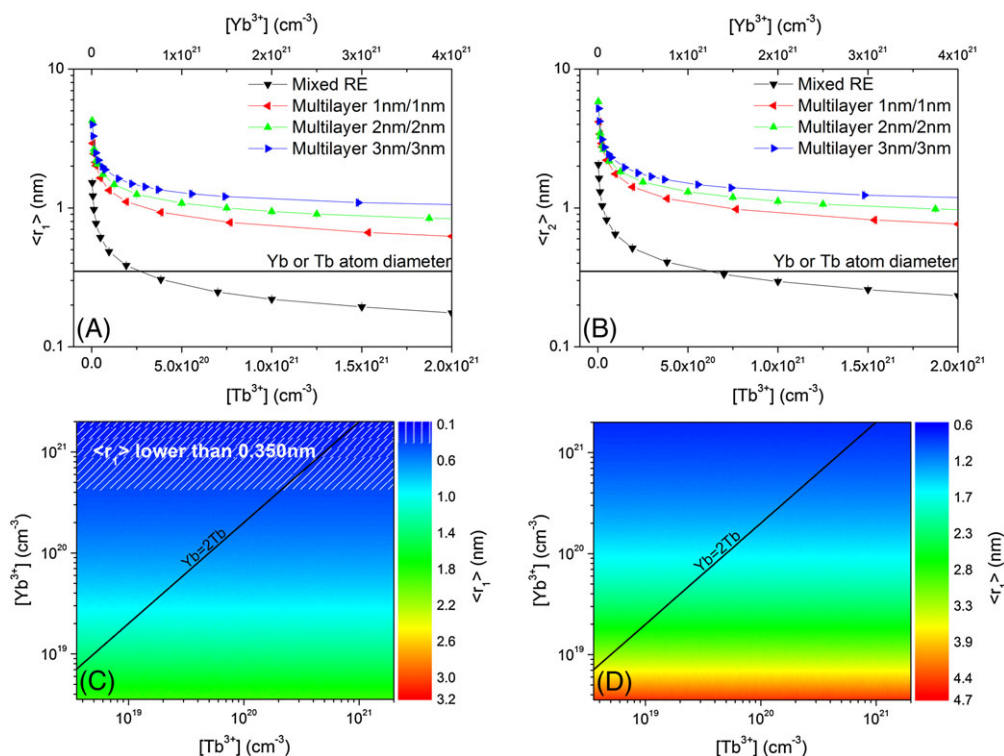 [Yb³⁺] (cm⁻³)
0 1x10²¹ 2x10²¹ 3x10²¹ 4x10²¹
10
1
0.1
<r₁> (nm)
Mixed RE
Multilayer 1nm/1nm
Multilayer 2nm/2nm
Multilayer 3nm/3nm
Yb or Tb atom diameter
(A)
0.0 5.0x10²⁰ 1.0x10²¹ 1.5x10²¹ 2.0x10²¹
[Tb³⁺] (cm⁻³)
[Yb³⁺] (cm⁻³)
0 1x10²¹ 2x10²¹ 3x10²¹ 4x10²¹
10
1
0.1
<r₂> (nm)
Mixed RE
Multilayer 1nm/1nm
Multilayer 2nm/2nm
Multilayer 3nm/3nm
Yb or Tb atom diameter
(B)
0.0 5.0x10²⁰ 1.0x10²¹ 1.5x10²¹ 2.0x10²¹
[Tb³⁺] (cm⁻³)
10²¹
10²⁰
10¹⁹
[Yb³⁺] (cm⁻³)
<r₁> lower than 0.350nm
Yb=2Tb
(C)
10¹⁹ 10²⁰ 10²¹
[Tb³⁺] (cm⁻³)
0.1
0.6
1.0
1.4
1.8
2.2
2.6
3.2
<r₁> (nm)
10²¹
10²⁰
10¹⁹
[Yb³⁺] (cm⁻³)
Yb=2Tb
(D)
10¹⁹ 10²⁰ 10²¹
[Tb³⁺] (cm⁻³)
0.6
1.2
1.7
2.3
2.8
3.3
3.9
4.7
<r₁> (nm)